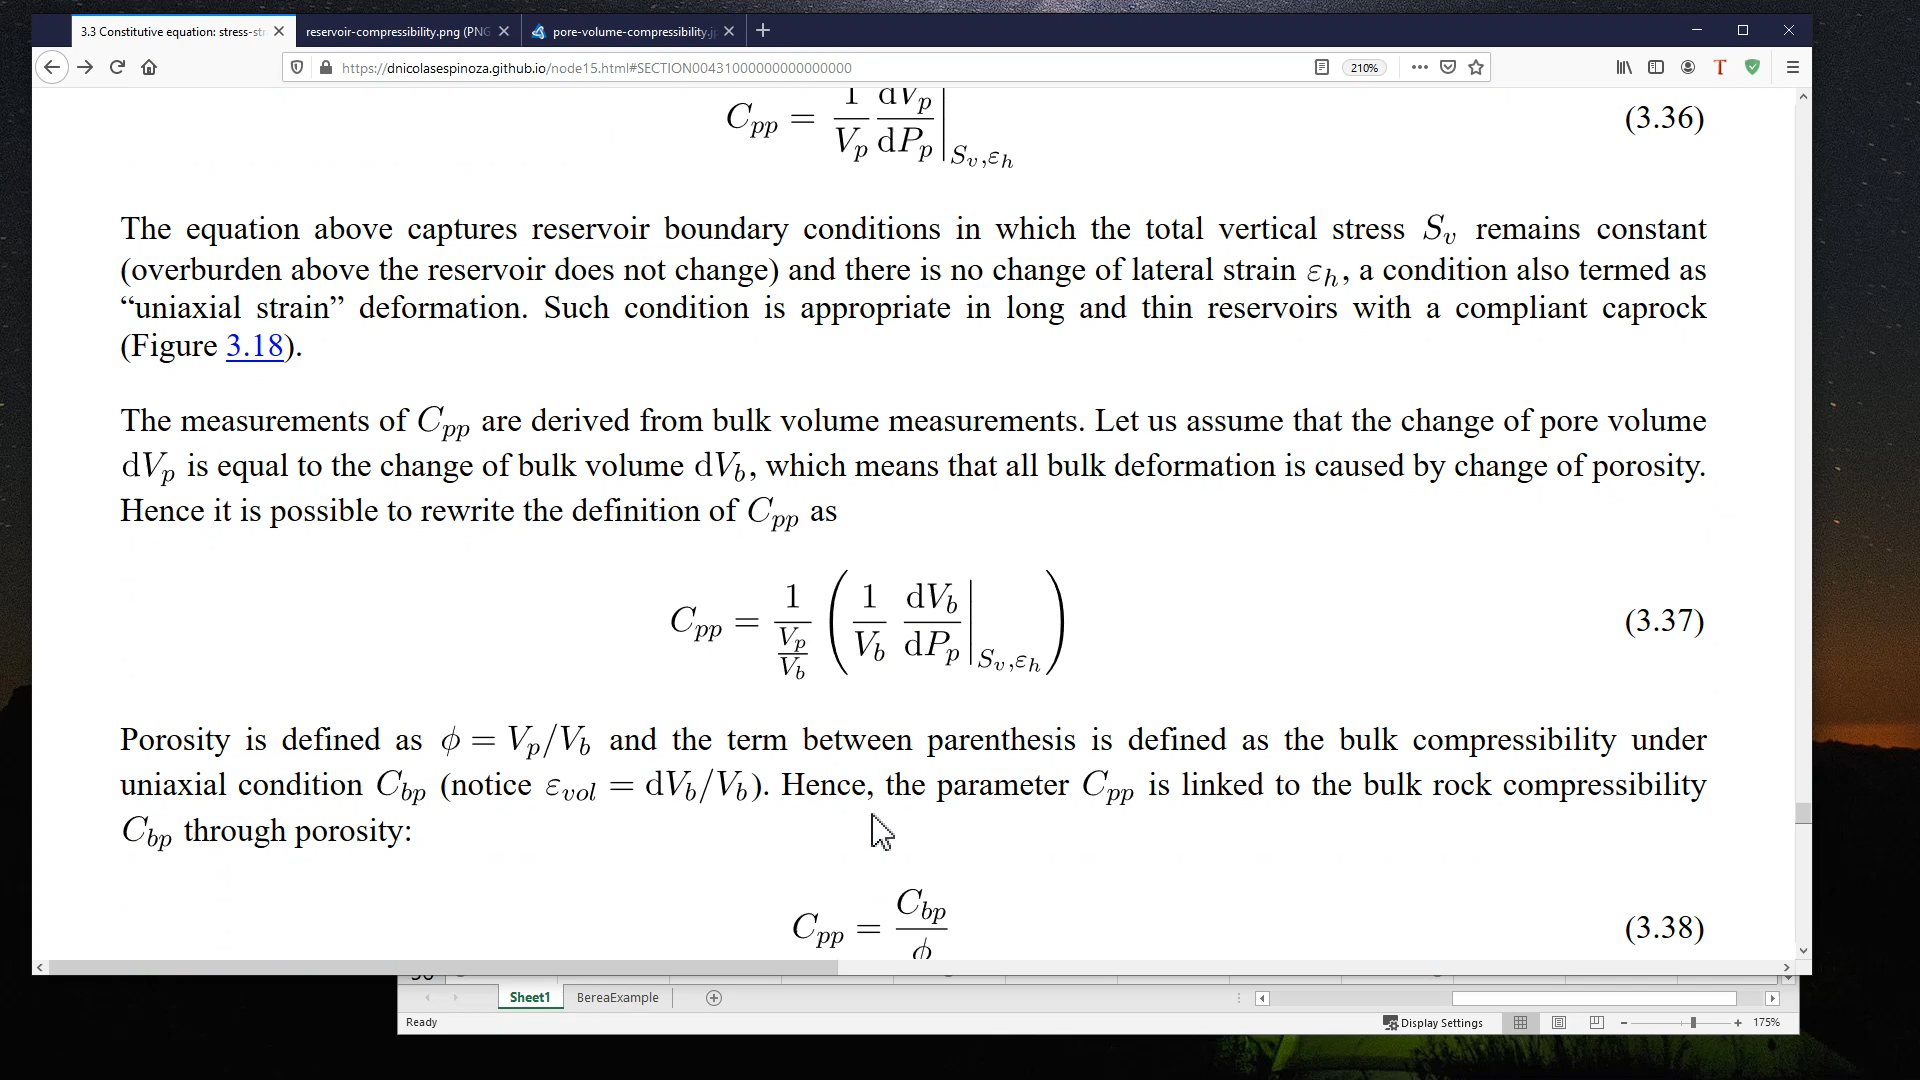 3.3 Constitutive equation: stress-str
reservoir-compressibility.png (PNG
pore-volume-compressibility.j
https://dnicolasespinoza.github.io/node15.html#SECTION00431000000000000000
210%
C_pp = 1/V_p dV_p/dP_p |_{S_v,ε_h} (3.36)
The equation above captures reservoir boundary conditions in which the total vertical stress S_v remains constant
(overburden above the reservoir does not change) and there is no change of lateral strain ε_h, a condition also termed as
“uniaxial strain” deformation. Such condition is appropriate in long and thin reservoirs with a compliant caprock
(Figure 3.18).
The measurements of C_pp are derived from bulk volume measurements. Let us assume that the change of pore volume
dV_p is equal to the change of bulk volume dV_b, which means that all bulk deformation is caused by change of porosity.
Hence it is possible to rewrite the definition of C_pp as
C_pp = 1/(V_p/V_b) (1/V_b dV_b/dP_p |_{S_v,ε_h}) (3.37)
Porosity is defined as ϕ = V_p/V_b and the term between parenthesis is defined as the bulk compressibility under
uniaxial condition C_bp (notice ε_vol = dV_b/V_b). Hence, the parameter C_pp is linked to the bulk rock compressibility
C_bp through porosity:
C_pp = C_bp/ϕ (3.38)
Sheet1 BereaExample
Ready
Display Settings
175%